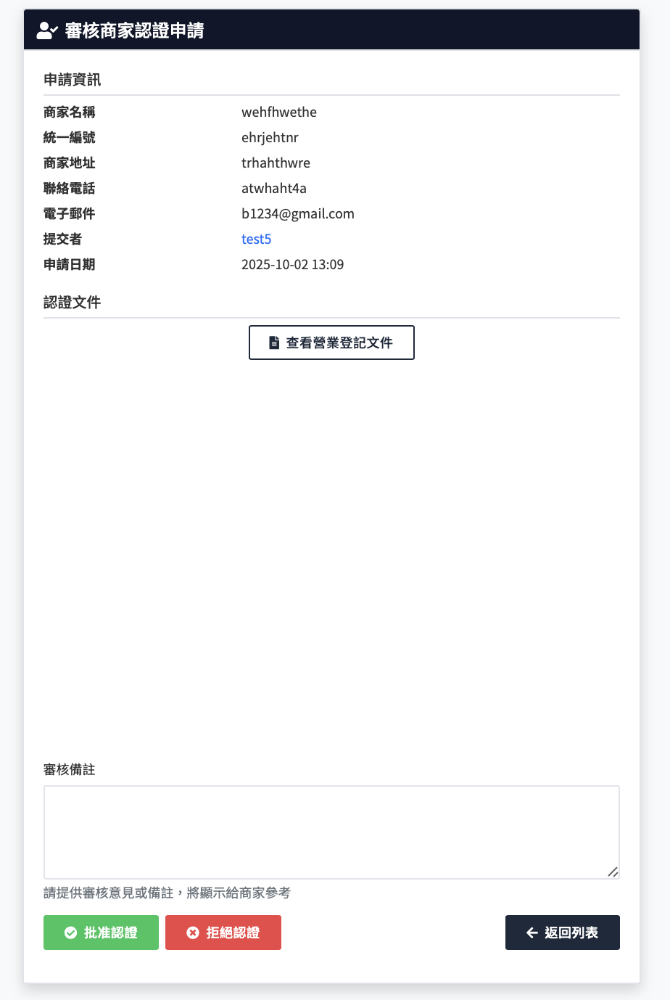 審核商家認證申請
申請資訊
商家名稱 wehfhwethe
統一編號 ehrjehtnr
商家地址 trhahthwre
聯絡電話 atwhaht4a
電子郵件 b1234@gmail.com
提交者 test5
申請日期 2025-10-02 13:09
認證文件
查看營業登記文件
審核備註
請提供審核意見或備註，將顯示給商家參考
批准認證 拒絕認證 返回列表